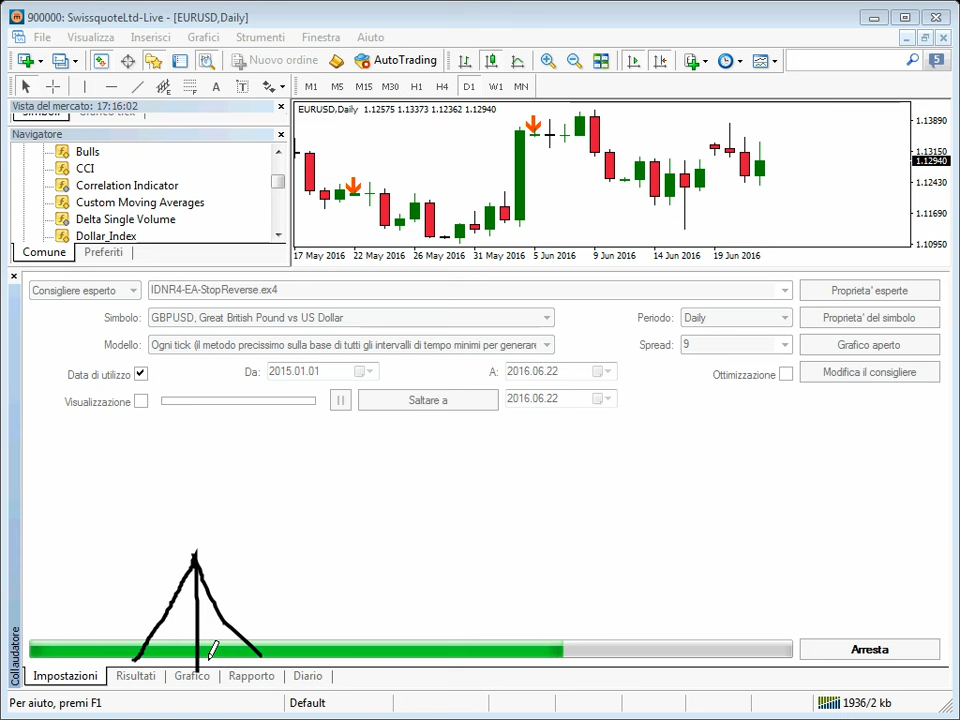 900000: SwissquoteLtd-Live - [EURUSD,Daily]
File Visualizza Inserisci Grafici Strumenti Finestra Aiuto
Nuovo ordine AutoTrading 5
A T M1 M5 M15 M30 H1 H4 D1 W1 MN
Vista del mercato: 17:16:02
Simboli Grafico tick
Navigatore
Bulls
CCI
Correlation Indicator
Custom Moving Averages
Delta Single Volume
Dollar_Index
Comune Preferiti
EURUSD,Daily 1.12575 1.13373 1.12362 1.12940
1.13890
1.13150
1.12940
1.12430
1.11690
1.10950
17 May 2016 22 May 2016 26 May 2016 31 May 2016 5 Jun 2016 9 Jun 2016 14 Jun 2016 19 Jun 2016
Consigliere esperto IDNR4-EA-StopReverse.ex4 Proprieta' esperte
Simbolo: GBPUSD, Great British Pound vs US Dollar Periodo: Daily Proprieta' del simbolo
Modello: Ogni tick (il metodo precissimo sulla base di tutti gli intervalli di tempo minimi per generare Spread: 9 Grafico aperto
Data di utilizzo Da: 2015.01.01 A: 2016.06.22 Ottimizzazione Modifica il consigliere
Visualizzazione Saltare a 2016.06.22
Arresta
Collaudatore
Impostazioni Risultati Grafico Rapporto Diario
Per aiuto, premi F1 Default 1936/2 kb